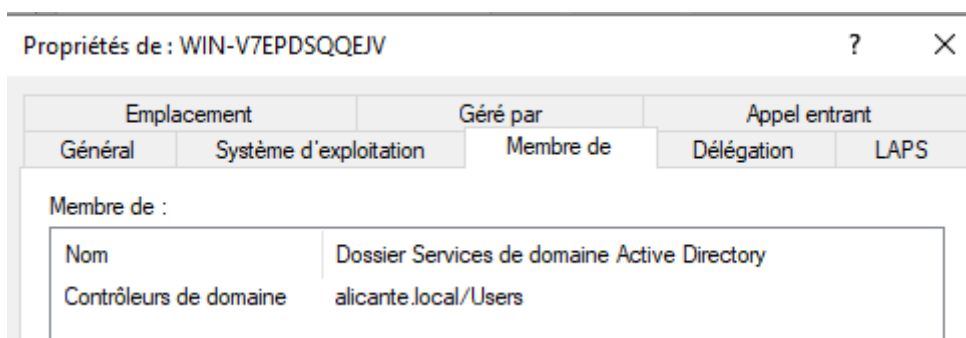 Propriétés de : WIN-V7EPDSQQEJV ? ×
Emplacement Géré par Appel entrant
Général Système d'exploitation Membre de Délégation LAPS
Membre de :
Nom Dossier Services de domaine Active Directory
Contrôleurs de domaine alicante.local/Users